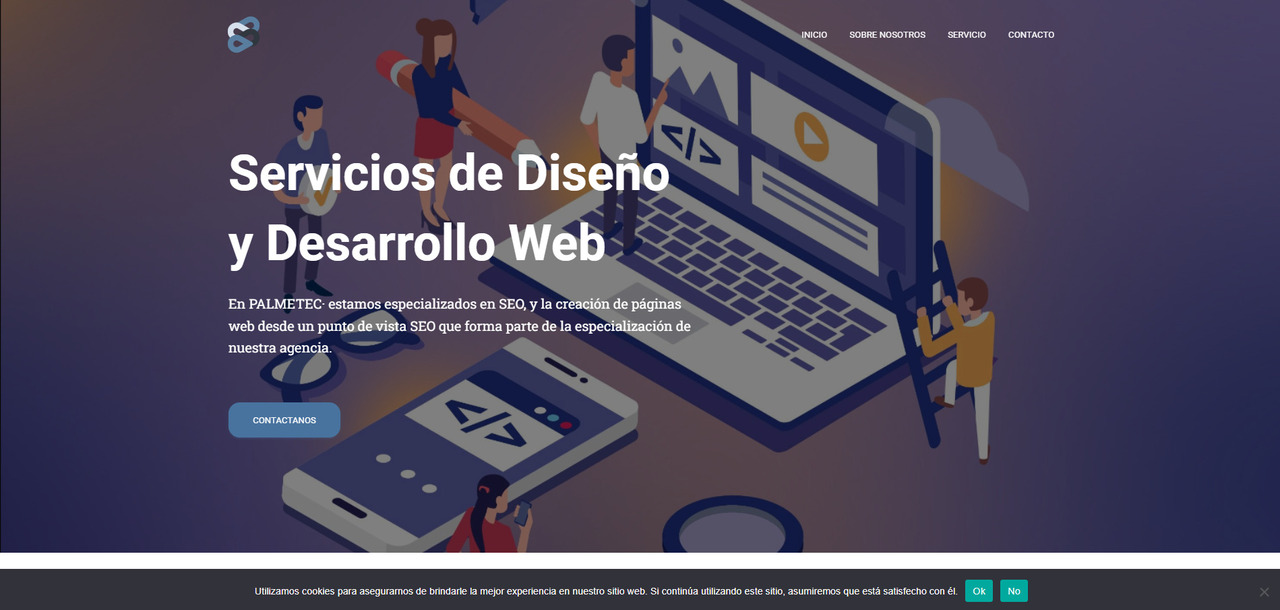 INICIO SOBRE NOSOTROS SERVICIO CONTACTO
Servicios de Diseño
y Desarrollo Web
En PALMETEC· estamos especializados en SEO, y la creación de páginas
web desde un punto de vista SEO que forma parte de la especialización de
nuestra agencia.
CONTACTANOS
</>
</>
Utilizamos cookies para asegurarnos de brindarle la mejor experiencia en nuestro sitio web. Si continúa utilizando este sitio, asumiremos que está satisfecho con él. Ok No